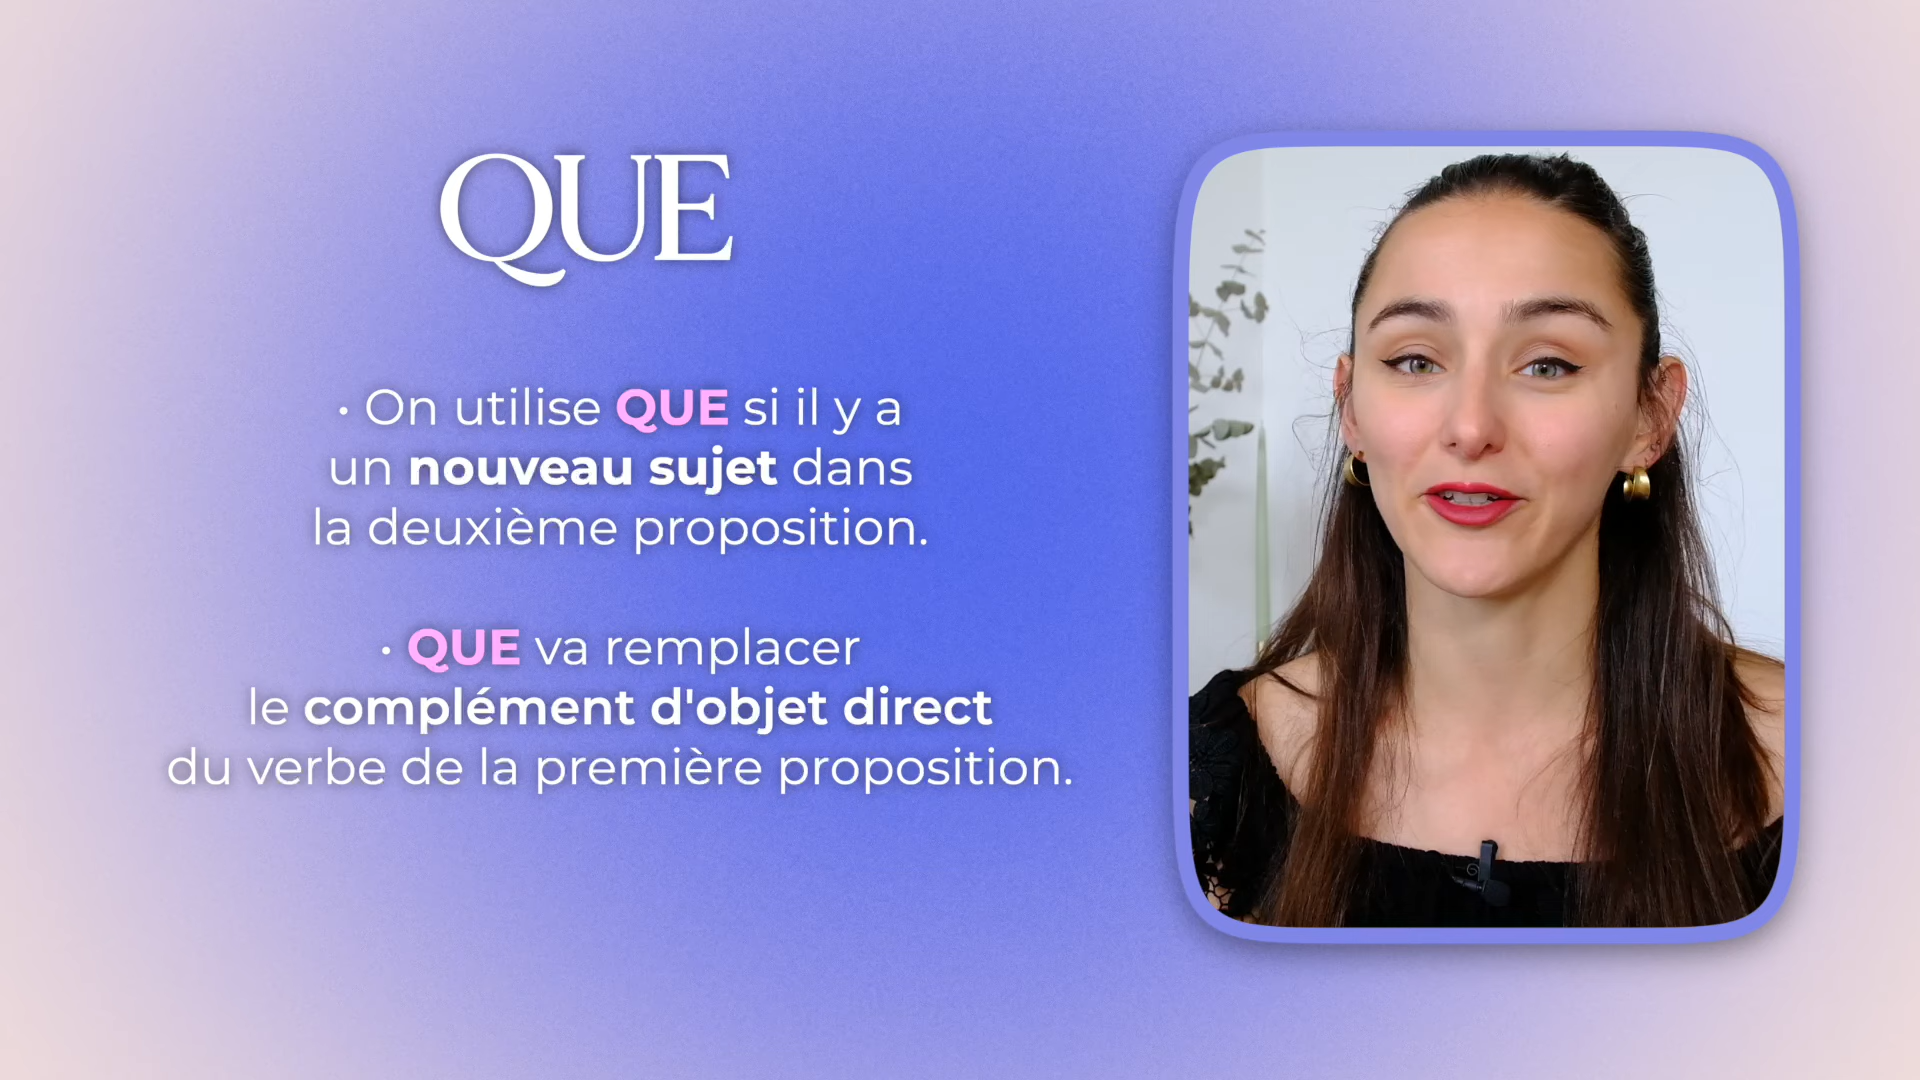 QUE
• On utilise QUE si il y a
un nouveau sujet dans
la deuxième proposition.
• QUE va remplacer
le complément d'objet direct
du verbe de la première proposition.